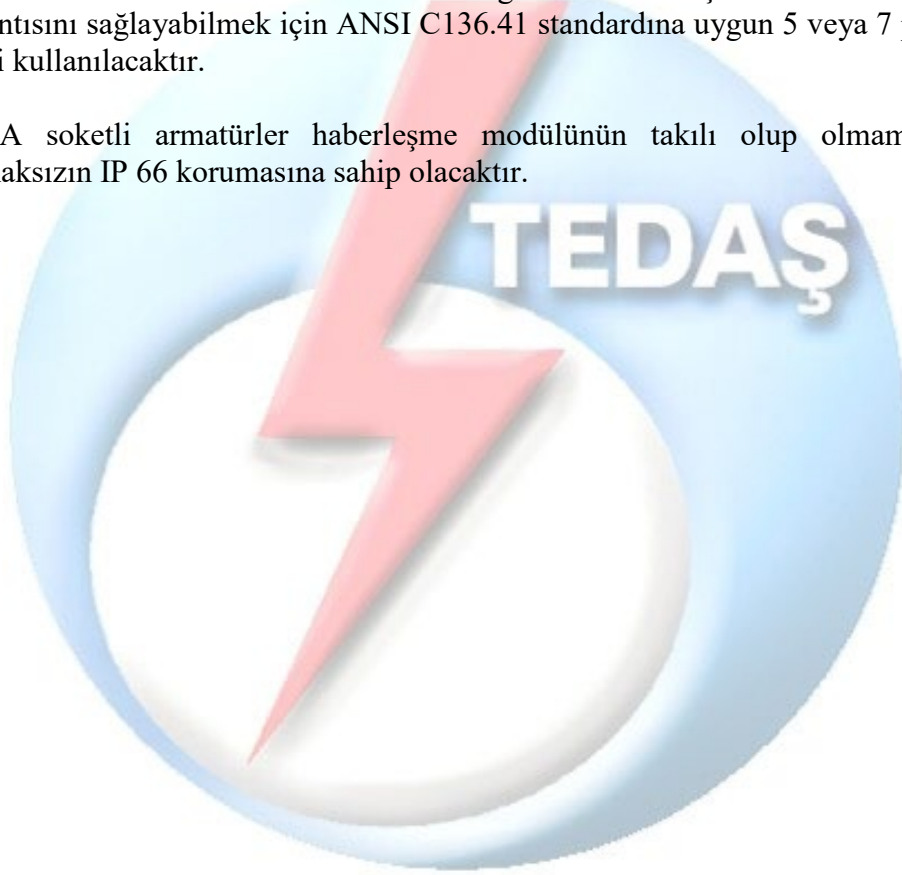 ntısını sağlayabilmek için ANSI C136.41 standardına uygun 5 veya 7
i kullanılacaktır.
A soketli armatürler haberleşme modülünün takılı olup olmam
aksızın IP 66 korumasına sahip olacaktır.
TEDAŞ